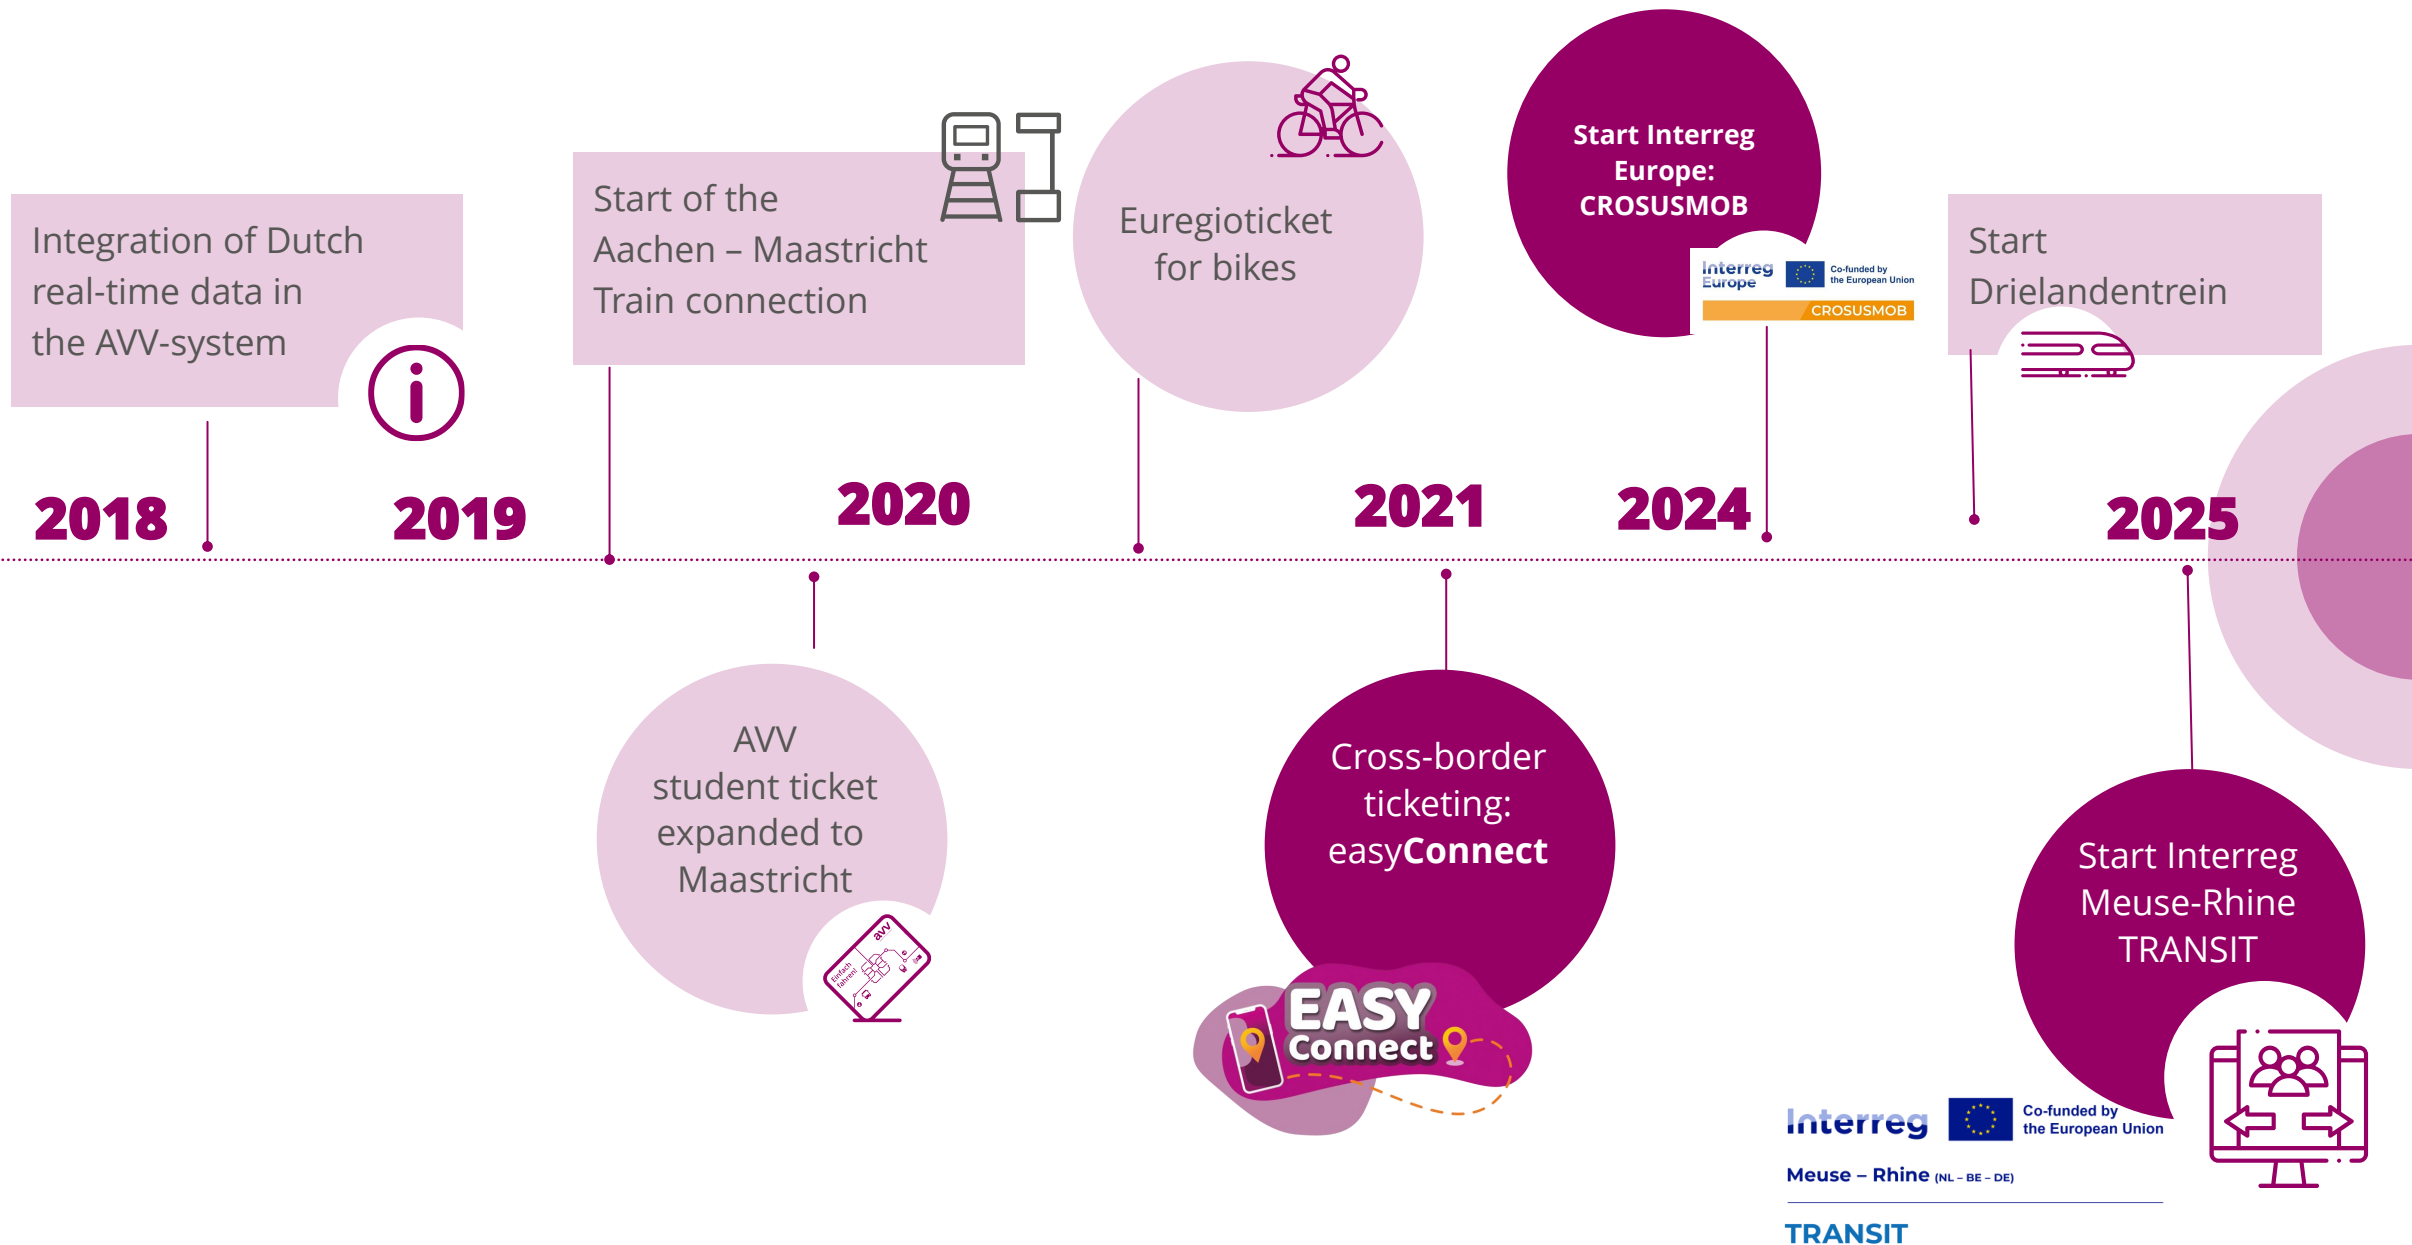 Integration of Dutch
real-time data in
the AVV-system
Start of the
Aachen – Maastricht
Train connection
Euregioticket
for bikes
Start Interreg
Europe:
CROSUSMOB
Interreg
Europe
Co-funded by
the European Union
CROSUSMOB
Start
Drielandentrein
2018
2019
2020
2021
2024
2025
AVV
student ticket
expanded to
Maastricht
avv
Einfach
fahren!
Cross-border
ticketing:
easyConnect
EASY
Connect
Start Interreg
Meuse-Rhine
TRANSIT
Interreg
Co-funded by
the European Union
Meuse – Rhine (NL – BE – DE)
TRANSIT